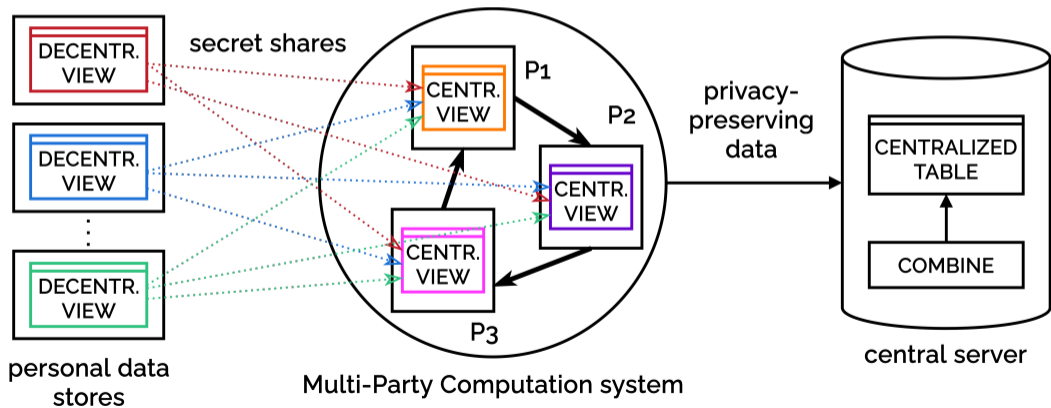 DECENTR.
VIEW
DECENTR.
VIEW
DECENTR.
VIEW
personal data
stores
secret shares
P1
CENTR.
VIEW
P2
CENTR.
VIEW
CENTR.
VIEW
P3
Multi-Party Computation system
privacy-
preserving
data
CENTRALIZED
TABLE
COMBINE
central server